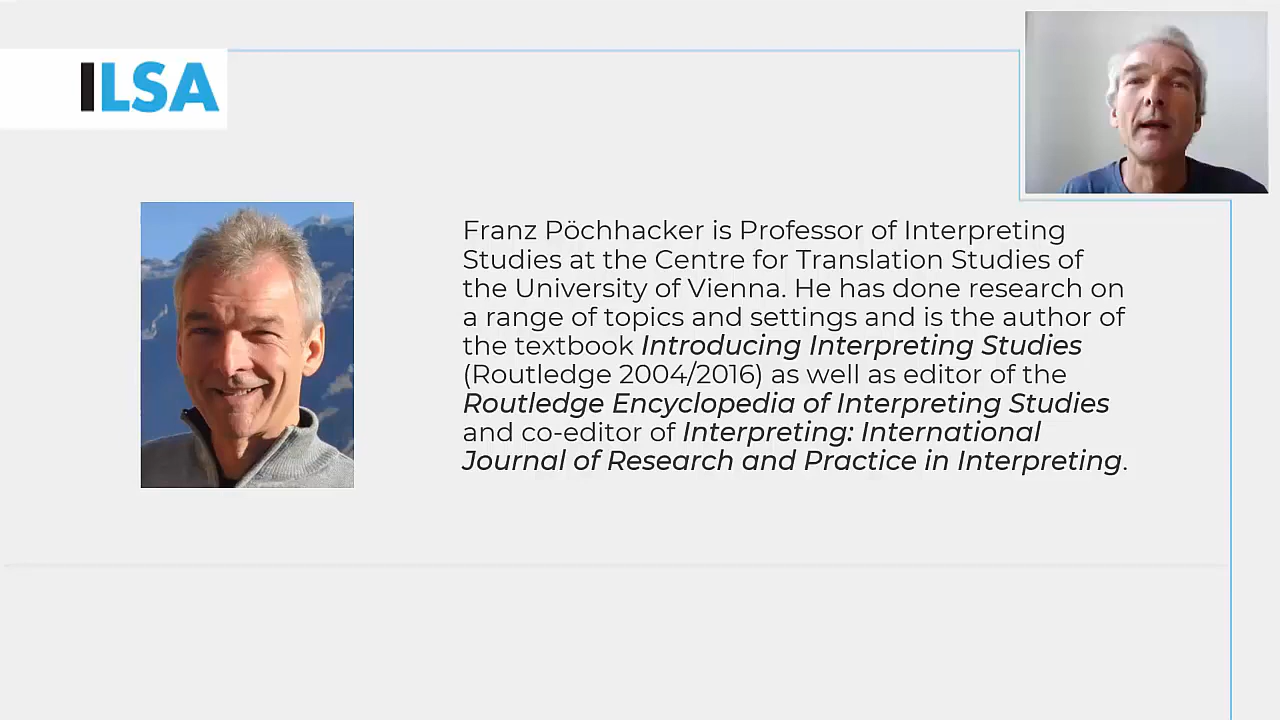 ILSA
Franz Pöchhacker is Professor of Interpreting
Studies at the Centre for Translation Studies of
the University of Vienna. He has done research on
a range of topics and settings and is the author of
the textbook Introducing Interpreting Studies
(Routledge 2004/2016) as well as editor of the
Routledge Encyclopedia of Interpreting Studies
and co-editor of Interpreting: International
Journal of Research and Practice in Interpreting.